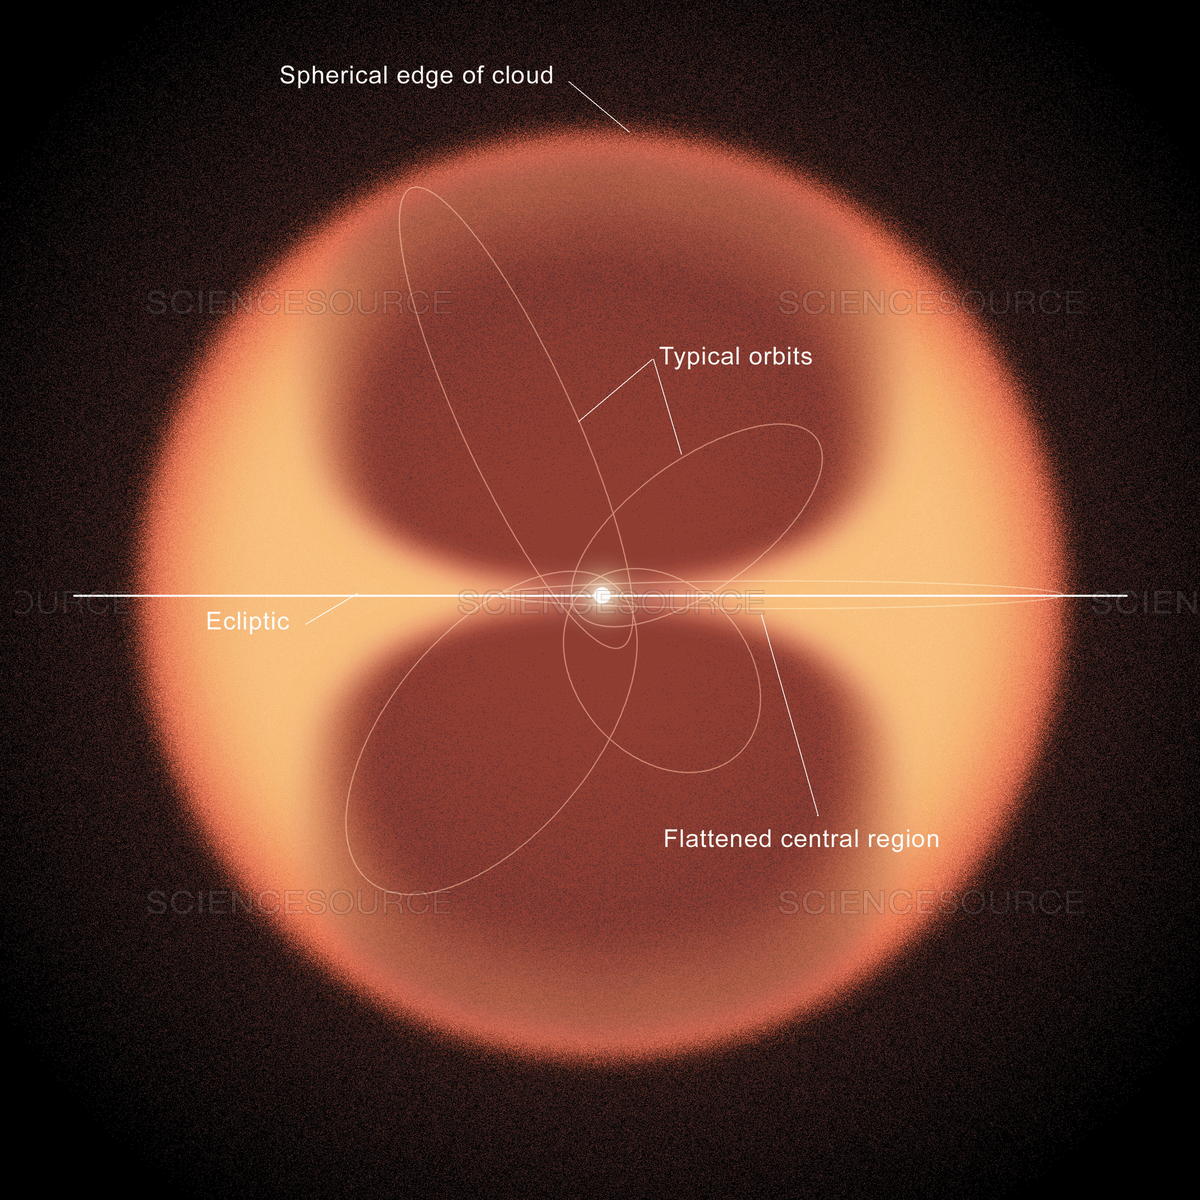 Spherical edge of cloud
SCIENCESOURCE SCIENCESOURCE
Typical orbits
OURCE SCIENCESOURCE SCIEN
Ecliptic
Flattened central region
SCIENCESOURCE SCIENCESOURCE